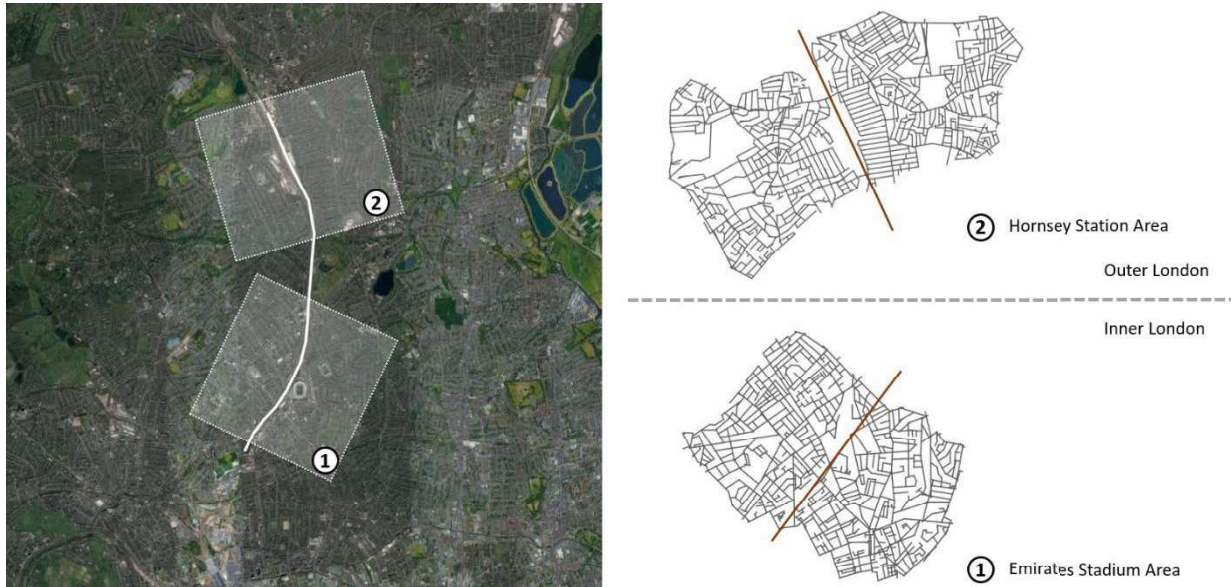 2
1
2 Hornsey Station Area
Outer London
Inner London
1 Emirates Stadium Area